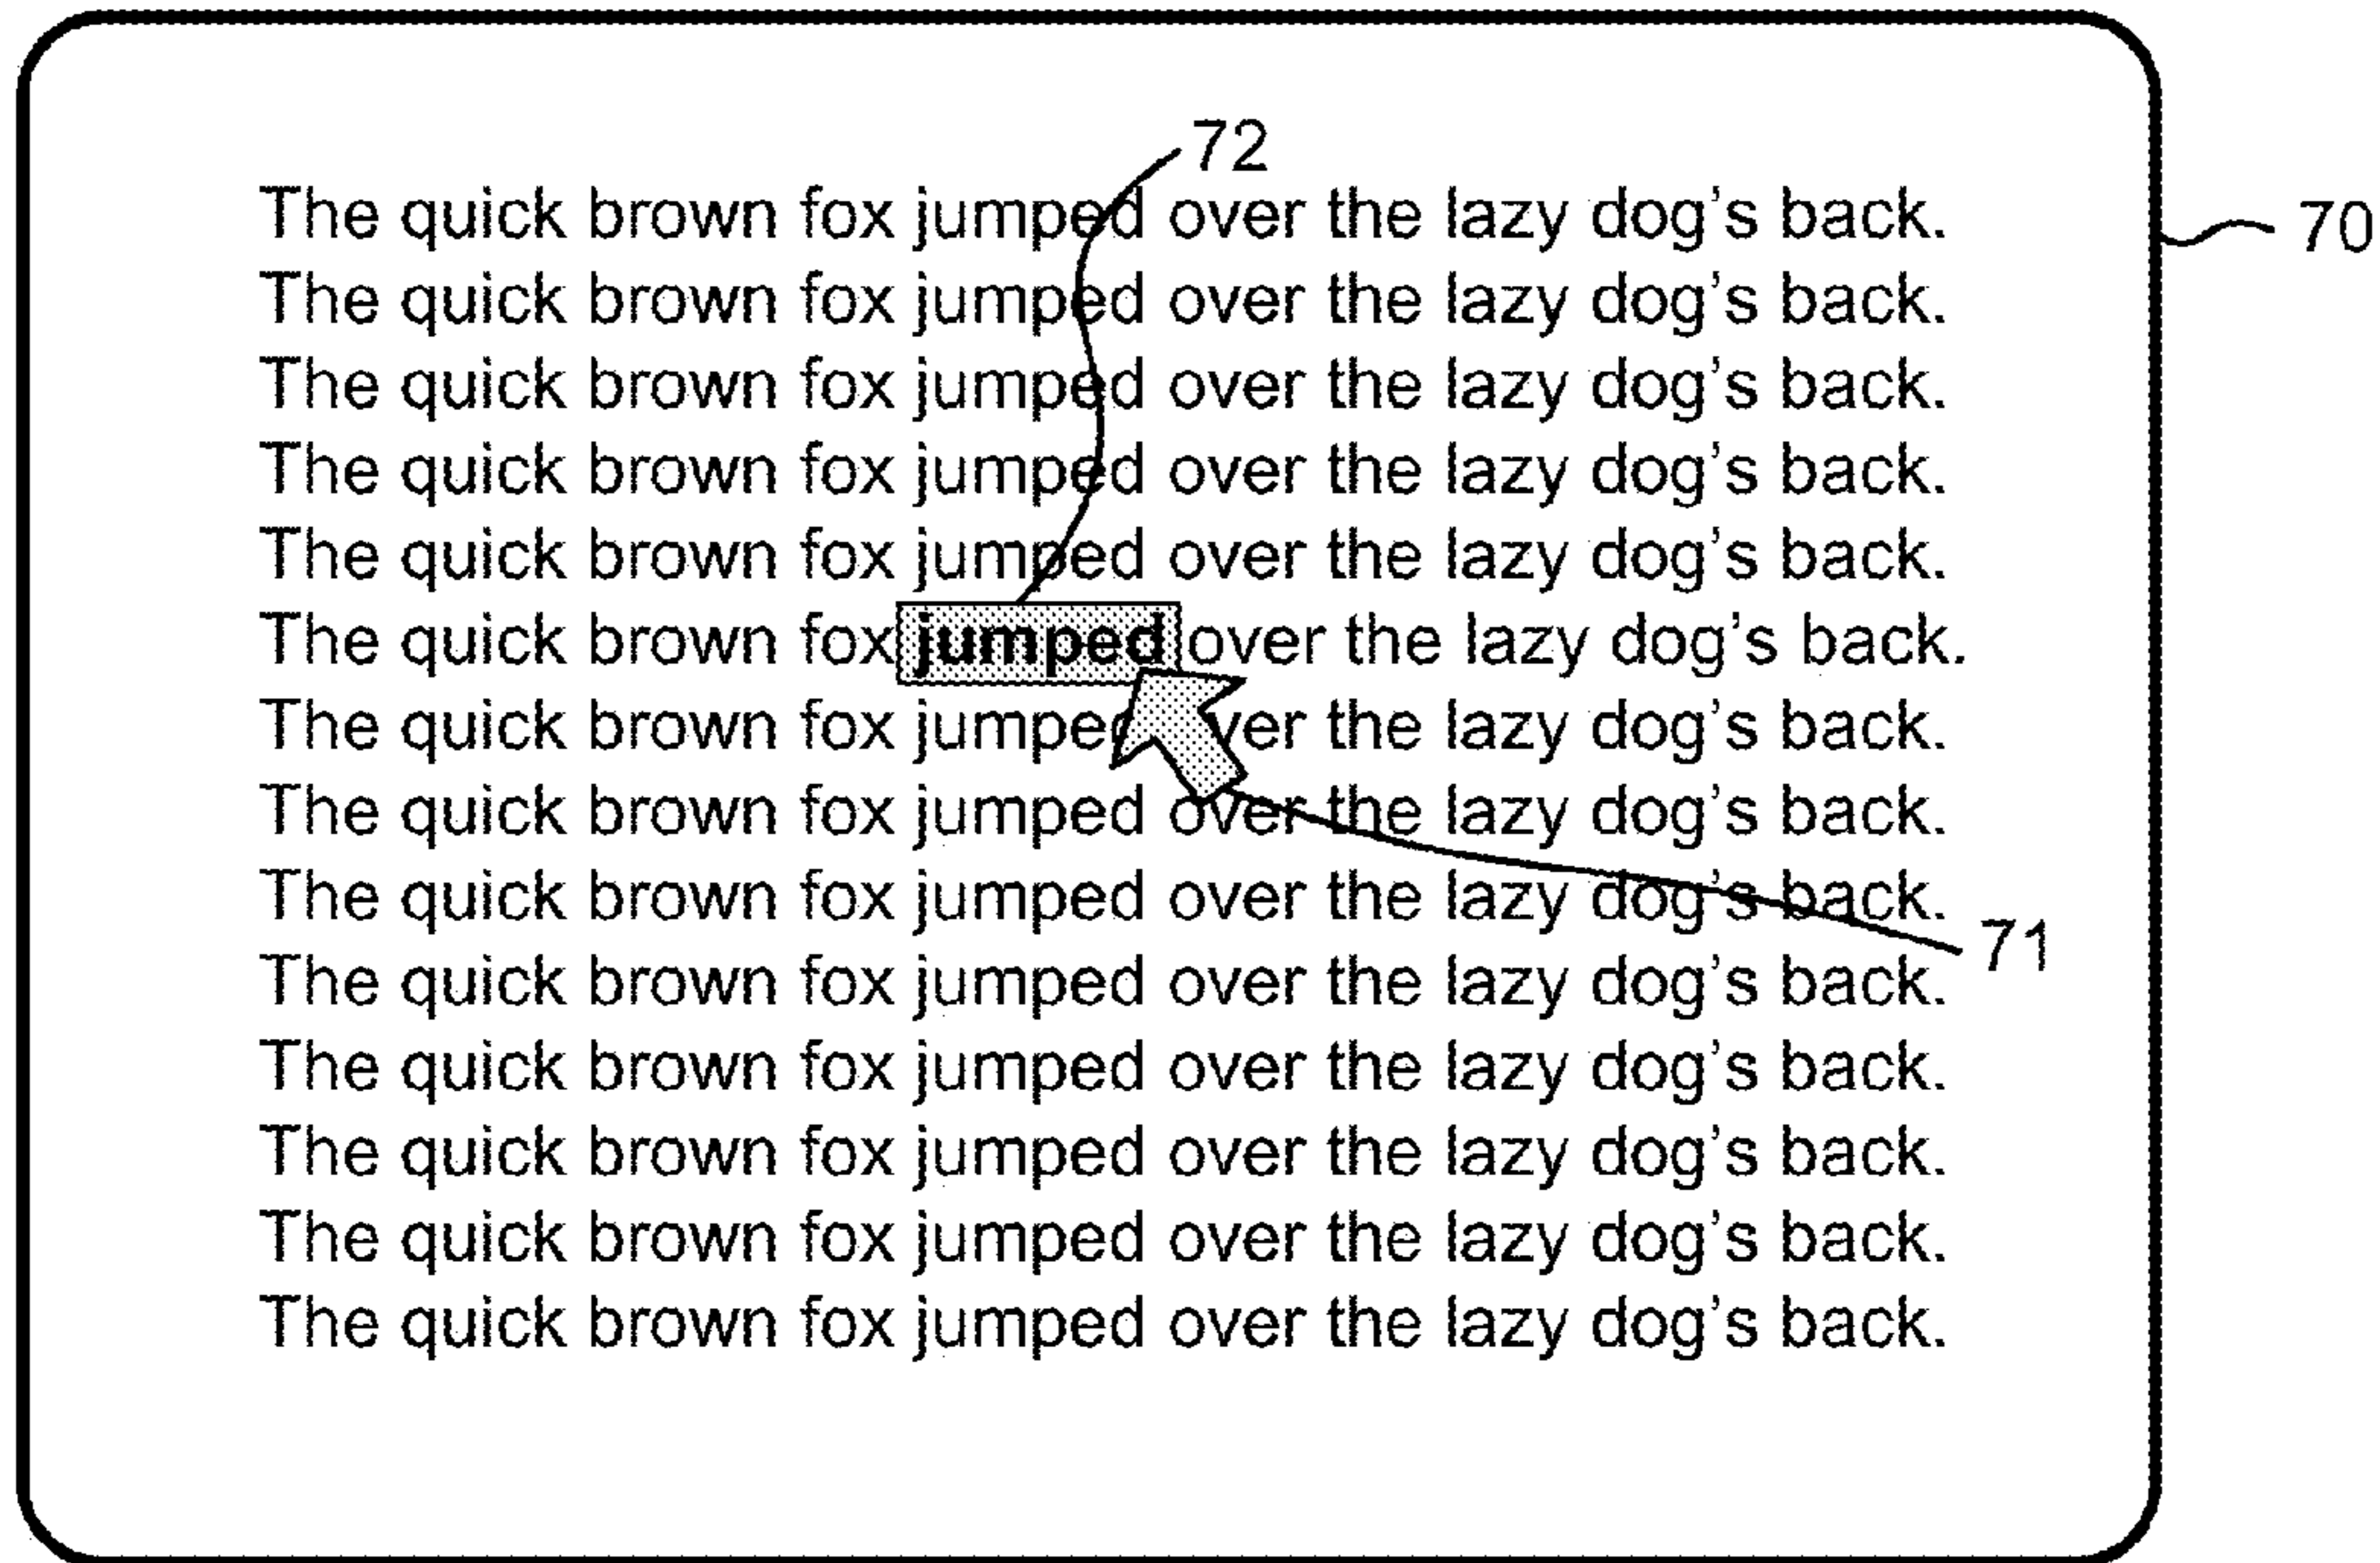 72
The quick brown fox jumped over the lazy dog’s back.
70
The quick brown fox jumped over the lazy dog’s back.
The quick brown fox jumped over the lazy dog’s back.
The quick brown fox jumped over the lazy dog’s back.
The quick brown fox jumped over the lazy dog’s back.
The quick brown fox jumped over the lazy dog’s back.
The quick brown fox jumped over the lazy dog’s back.
The quick brown fox jumped over the lazy dog’s back.
The quick brown fox jumped over the lazy dog’s back.
71
The quick brown fox jumped over the lazy dog’s back.
The quick brown fox jumped over the lazy dog’s back.
The quick brown fox jumped over the lazy dog’s back.
The quick brown fox jumped over the lazy dog’s back.
The quick brown fox jumped over the lazy dog’s back.